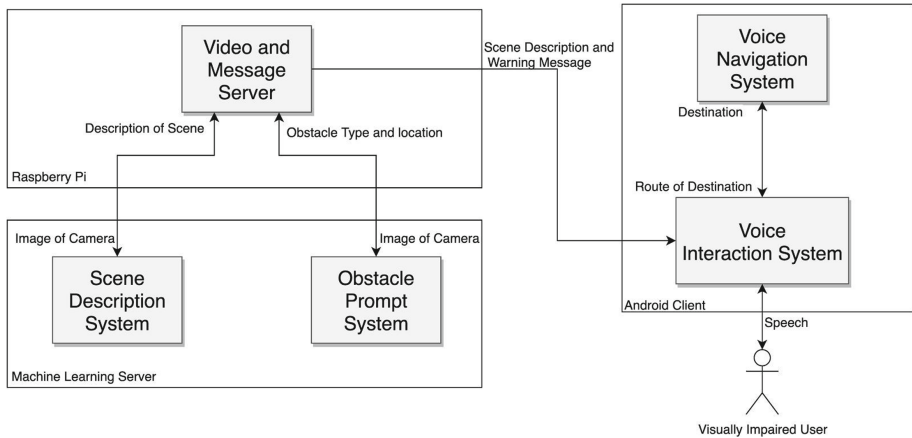 Video and
Message
Server
Description of Scene
Obstacle Type and location
Raspberry Pi
Scene Description and
Warning Message
Voice
Navigation
System
Destination
Route of Destination
Voice
Interaction System
Android Client
Speech
Visually Impaired User
Image of Camera
Image of Camera
Scene
Description
System
Obstacle
Prompt
System
Machine Learning Server